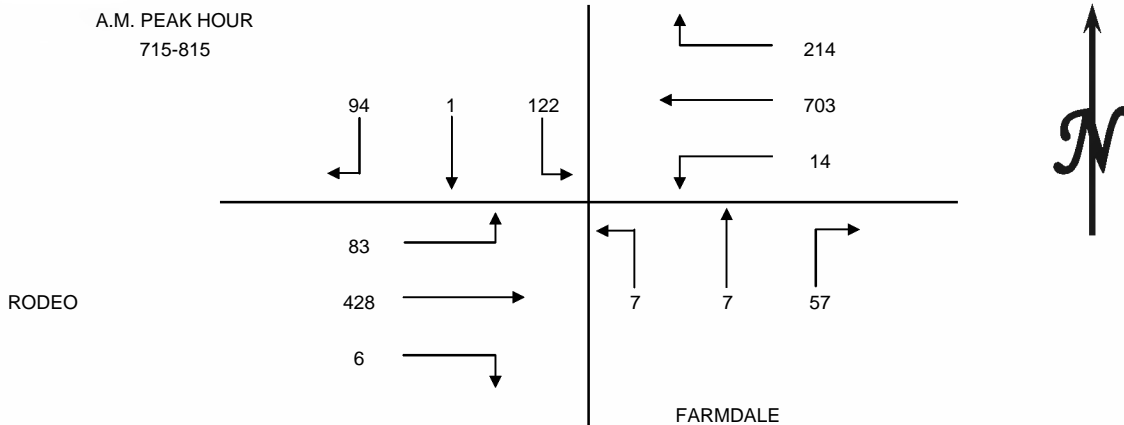 A.M. PEAK HOUR
715-815
214
94 1 122 703
14
83
RODEO 428 7 7 57
6
FARMDALE
N